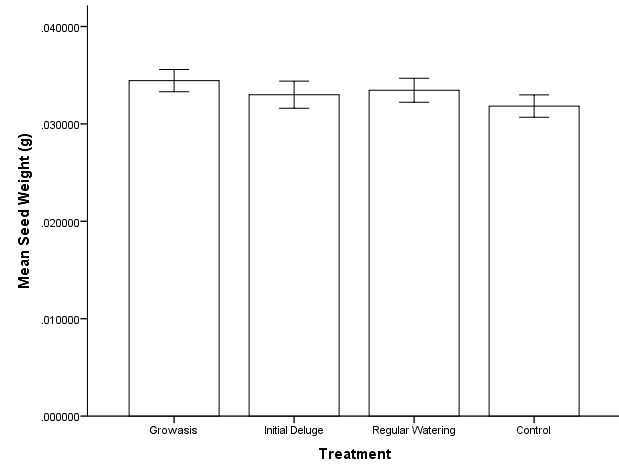 Mean Seed Weight (g)
.040000
.030000
.020000
.010000
.000000
Growasis Initial Deluge Regular Watering Control
Treatment